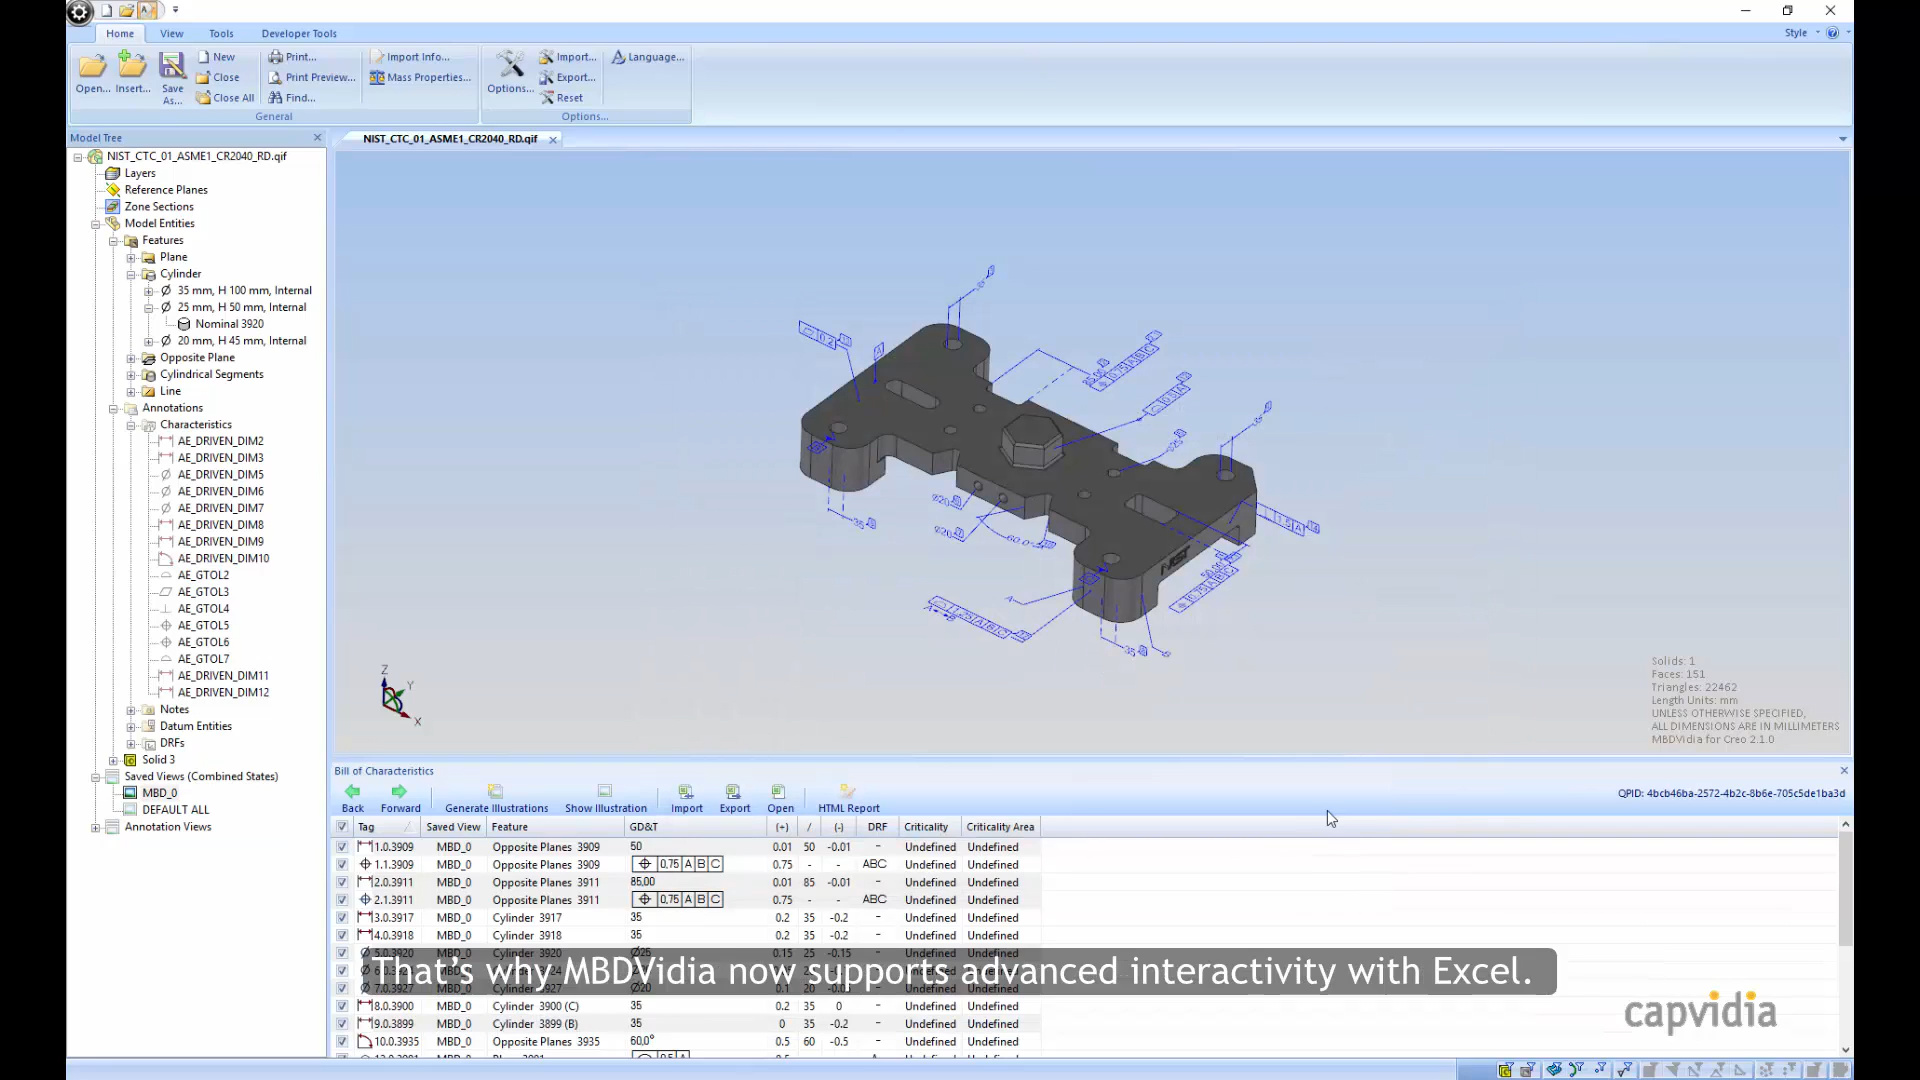 Home View Tools Developer Tools Style
Open... Insert... Save As... New Close Close All Print... Print Preview... Find... Import Info... Mass Properties... Options... Import... Export... Reset Language...
General Options...
Model Tree
NIST_CTC_01_ASME1_CR2040_RD.qif
NIST_CTC_01_ASME1_CR2040_RD.qif
Layers
Reference Planes
Zone Sections
Model Entities
Features
Plane
Cylinder
Ø 35 mm, H 100 mm, Internal
Ø 25 mm, H 50 mm, Internal
Nominal 3920
Ø 20 mm, H 45 mm, Internal
Opposite Plane
Cylindrical Segments
Line
Annotations
Characteristics
AE_DRIVEN_DIM2
AE_DRIVEN_DIM3
AE_DRIVEN_DIM5
AE_DRIVEN_DIM6
AE_DRIVEN_DIM7
AE_DRIVEN_DIM8
AE_DRIVEN_DIM9
AE_DRIVEN_DIM10
AE_GTOL2
AE_GTOL3
AE_GTOL4
AE_GTOL5
AE_GTOL6
AE_GTOL7
AE_DRIVEN_DIM11
AE_DRIVEN_DIM12
Notes
Datum Entities
DRFs
Solid 3
Saved Views (Combined States)
MBD_0
DEFAULT ALL
Annotation Views
NIST
Z
Y
X
Solids: 1
Faces: 151
Triangles: 22462
Length Units: mm
UNLESS OTHERWISE SPECIFIED,
ALL DIMENSIONS ARE IN MILLIMETERS
MBDVidia for Creo 2.1.0
Bill of Characteristics
Back Forward Generate Illustrations Show Illustration Import Export Open HTML Report
QPID: 4bcb46ba-2572-4b2c-8b6e-705c5de1ba3d
Tag Saved View Feature GD&T (+) / (-) DRF Criticality Criticality Area
1.0.3909 MBD_0 Opposite Planes 3909 50 0.01 50 -0.01 - Undefined Undefined
1.1.3909 MBD_0 Opposite Planes 3909 ⌖ 0,75 A B C 0.75 - - ABC Undefined Undefined
2.0.3911 MBD_0 Opposite Planes 3911 85,00 0.01 85 -0.01 - Undefined Undefined
2.1.3911 MBD_0 Opposite Planes 3911 ⌖ 0,75 A B C 0.75 - - ABC Undefined Undefined
3.0.3917 MBD_0 Cylinder 3917 35 0.2 35 -0.2 - Undefined Undefined
4.0.3918 MBD_0 Cylinder 3918 35 0.2 35 -0.2 - Undefined Undefined
That's why MBDVidia now supports advanced interactivity with Excel.
8.0.3900 MBD_0 Cylinder 3900 (C) 35 0.2 35 0 - Undefined Undefined
9.0.3899 MBD_0 Cylinder 3899 (B) 35 0 35 -0.2 - Undefined Undefined
10.0.3935 MBD_0 Opposite Planes 3935 60,0° 0.5 60 -0.5 - Undefined Undefined
capvidia